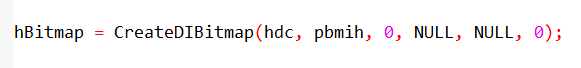 hBitmap = CreateDIBitmap(hdc, pbmih, 0, NULL, NULL, 0);